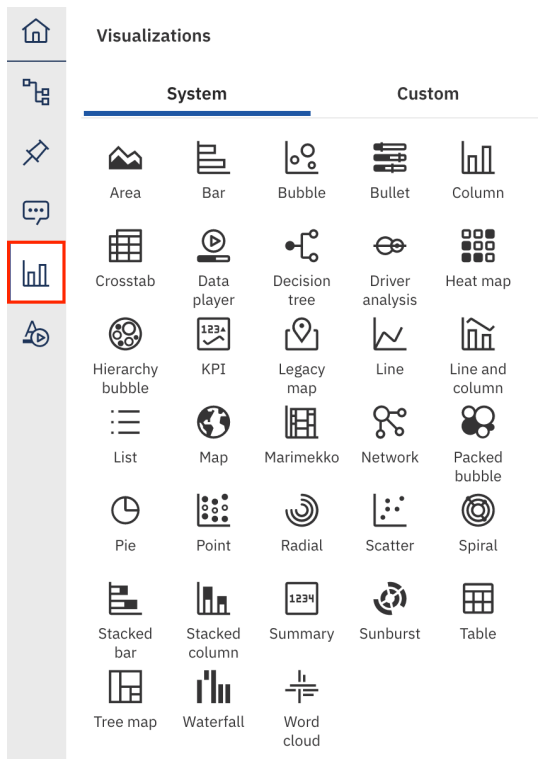 Visualizations
System Custom
Area Bar Bubble Bullet Column
Crosstab Data player Decision tree Driver analysis Heat map
Hierarchy bubble KPI Legacy map Line Line and column
List Map Marimekko Network Packed bubble
Pie Point Radial Scatter Spiral
Stacked bar Stacked column Summary Sunburst Table
Tree map Waterfall Word cloud
123
1234